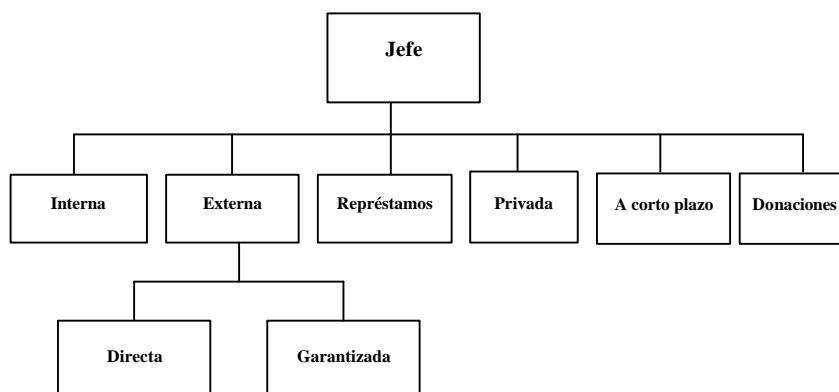 Jefe
Interna
Externa
Représtamos
Privada
A corto plazo
Donaciones
Directa
Garantizada